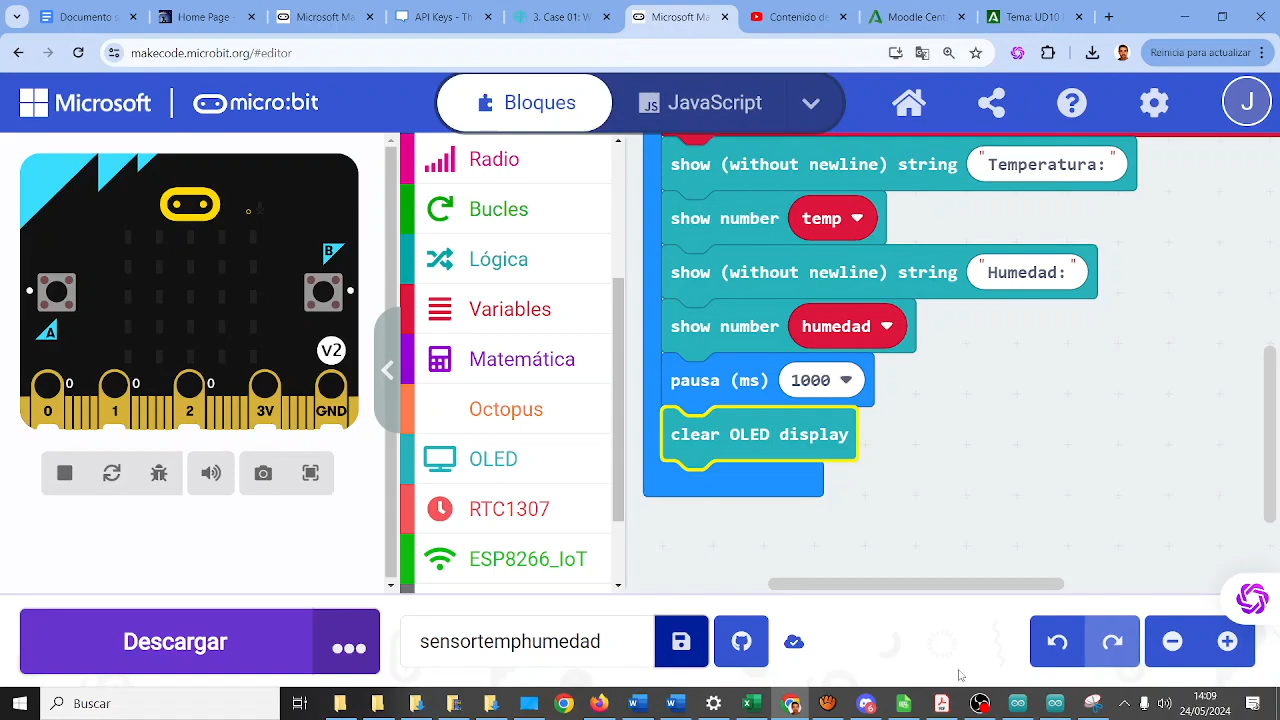 Documento s
Home Page
Microsoft Ma
API Keys - Th
3. Case 01: W
Microsoft Ma
Contenido de
Moodle Cent
Tema: UD10
makecode.microbit.org/#editor
Reinicia para actualizar
Microsoft
micro:bit
Bloques
JS JavaScript
J
Radio
Bucles
Lógica
Variables
Matemática
Octopus
OLED
RTC1307
ESP8266_IoT
show (without newline) string "Temperatura:"
show number temp
show (without newline) string "Humedad:"
show number humedad
pausa (ms) 1000
clear OLED display
B
A
V2
0 0 0
0 1 2 3V GND
Descargar
sensortemphumedad
Buscar
14:09
24/05/2024